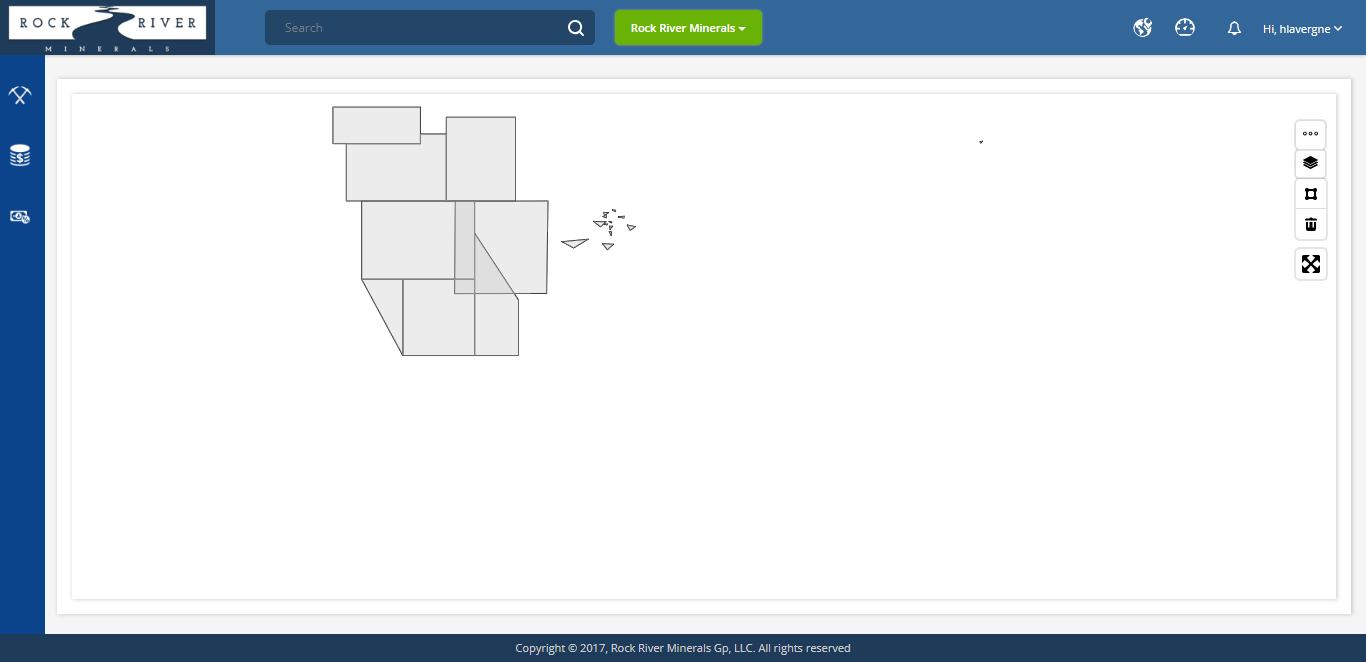 ROCK RIVER
MINERALS
Search
Rock River Minerals
Hi, hlavergne
Copyright © 2017, Rock River Minerals Gp, LLC. All rights reserved